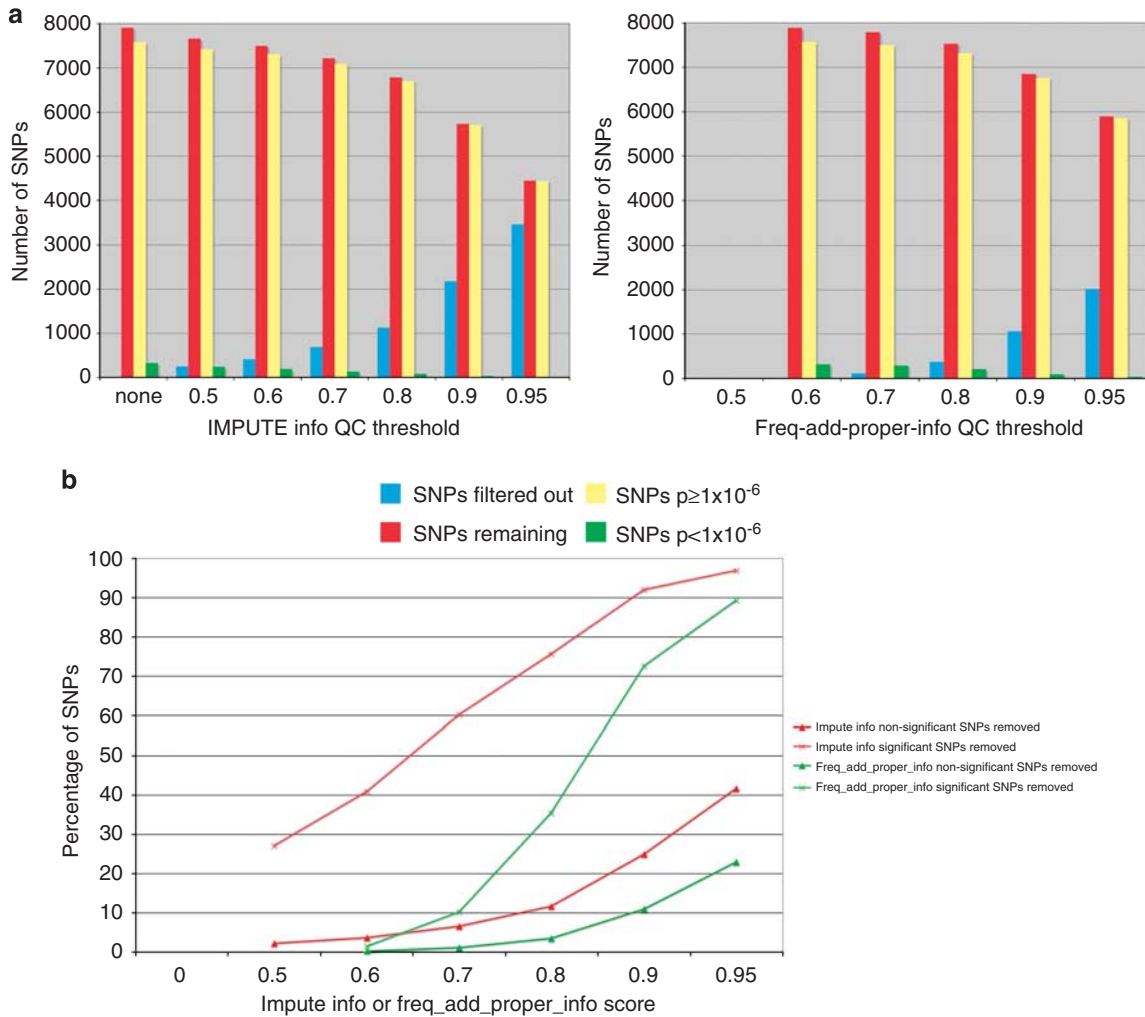 a
8000
7000
6000
5000
4000
3000
2000
1000
0
Number of SNPs
none 0.5 0.6 0.7 0.8 0.9 0.95
IMPUTE info QC threshold
8000
7000
6000
5000
4000
3000
2000
1000
0
Number of SNPs
0.5 0.6 0.7 0.8 0.9 0.95
Freq-add-proper-info QC threshold
b
SNPs filtered out
SNPs p≥1x10⁻⁶
SNPs remaining
SNPs p<1x10⁻⁶
100
90
80
70
60
50
40
30
20
10
0
Percentage of SNPs
0 0.5 0.6 0.7 0.8 0.9 0.95
Impute info or freq_add_proper_info score
Impute info non-significant SNPs removed
Impute info significant SNPs removed
Freq_add_proper_info non-significant SNPs removed
Freq_add_proper_info significant SNPs removed